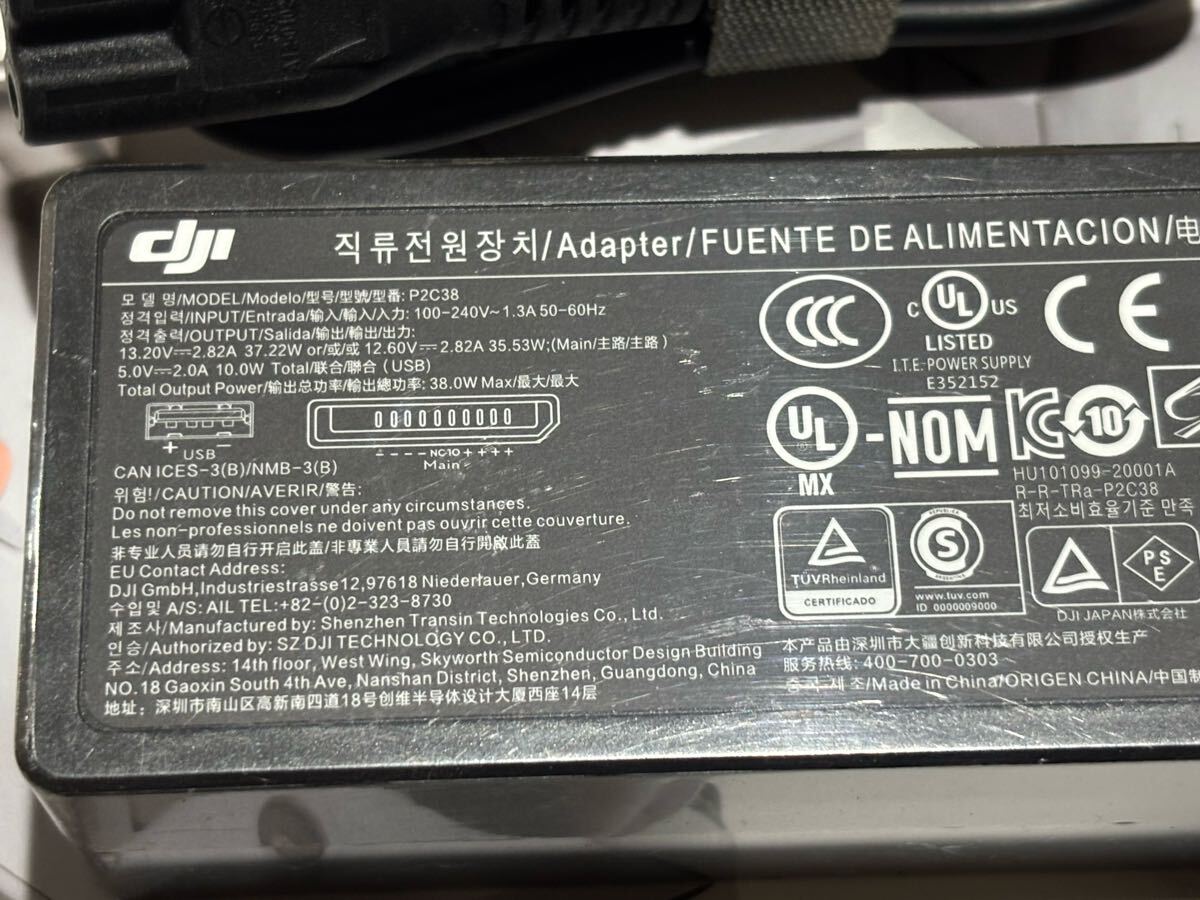 dji
직류전원장치/Adapter/FUENTE DE ALIMENTACION/电
모 델 명/MODEL/Modelo/型号/型號/型番: P2C38
정격입력/INPUT/Entrada/输入/輸入/入力: 100-240V~1.3A 50-60Hz
정격출력/OUTPUT/Salida/输出/輸出/出力:
13.20V⎓2.82A 37.22W or/或/或 12.60V⎓2.82A 35.53W;(Main/主路/主路)
5.0V⎓2.0A 10.0W Total/联合/聯合 (USB)
Total Output Power/输出总功率/輸出總功率: 38.0W Max/最大/最大
+ USB −
- - - - NC10 + + + +
Main
CAN ICES-3(B)/NMB-3(B)
위험!/CAUTION/AVERIR/警告:
Do not remove this cover under any circumstances.
Les non-professionnels ne doivent pas ouvrir cette couverture.
非专业人员请勿自行开启此盖/非專業人員請勿自行開啟此蓋
EU Contact Address:
DJI GmbH,Industriestrasse12,97618 Niederlauer,Germany
수입 및 A/S: AIL TEL:+82-(0)2-323-8730
제조사/Manufactured by: Shenzhen Transin Technologies Co., Ltd.
인증/Authorized by: SZ DJI TECHNOLOGY CO., LTD.
주소/Address: 14th floor, West Wing, Skyworth Semiconductor Design Building
NO.18 Gaoxin South 4th Ave, Nanshan District, Shenzhen, Guangdong, China
地址: 深圳市南山区高新南四道18号创维半导体设计大厦西座14层
CCC
C UL US
LISTED
I.T.E-POWER SUPPLY
E352152
CE
UL
MX
-NOM
KC
10
HU101099-20001A
R-R-TRa-P2C38
최저소비효율기준 만족
TÜVRheinland
CERTIFICADO
REPUBLICA
S
ARGENTINA
www.tuv.com
ID 0000009000
PS
E
DJI JAPAN株式会社
本产品由深圳市大疆创新科技有限公司授权生产
服务热线: 400-700-0303
중국 제조/Made in China/ORIGEN CHINA/中国制